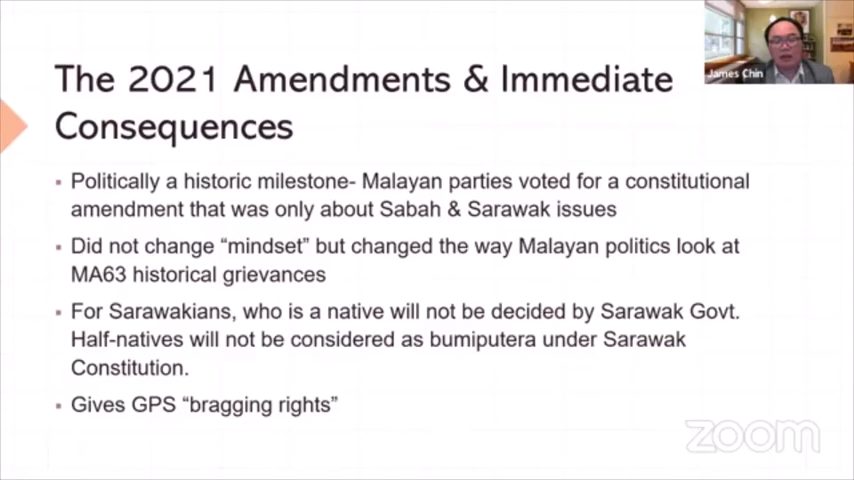 The 2021 Amendments & Immediate
Consequences
James Chin
▪ Politically a historic milestone- Malayan parties voted for a constitutional
amendment that was only about Sabah & Sarawak issues
▪ Did not change “mindset” but changed the way Malayan politics look at
MA63 historical grievances
▪ For Sarawakians, who is a native will not be decided by Sarawak Govt.
Half-natives will not be considered as bumiputera under Sarawak
Constitution.
▪ Gives GPS “bragging rights”
zoom